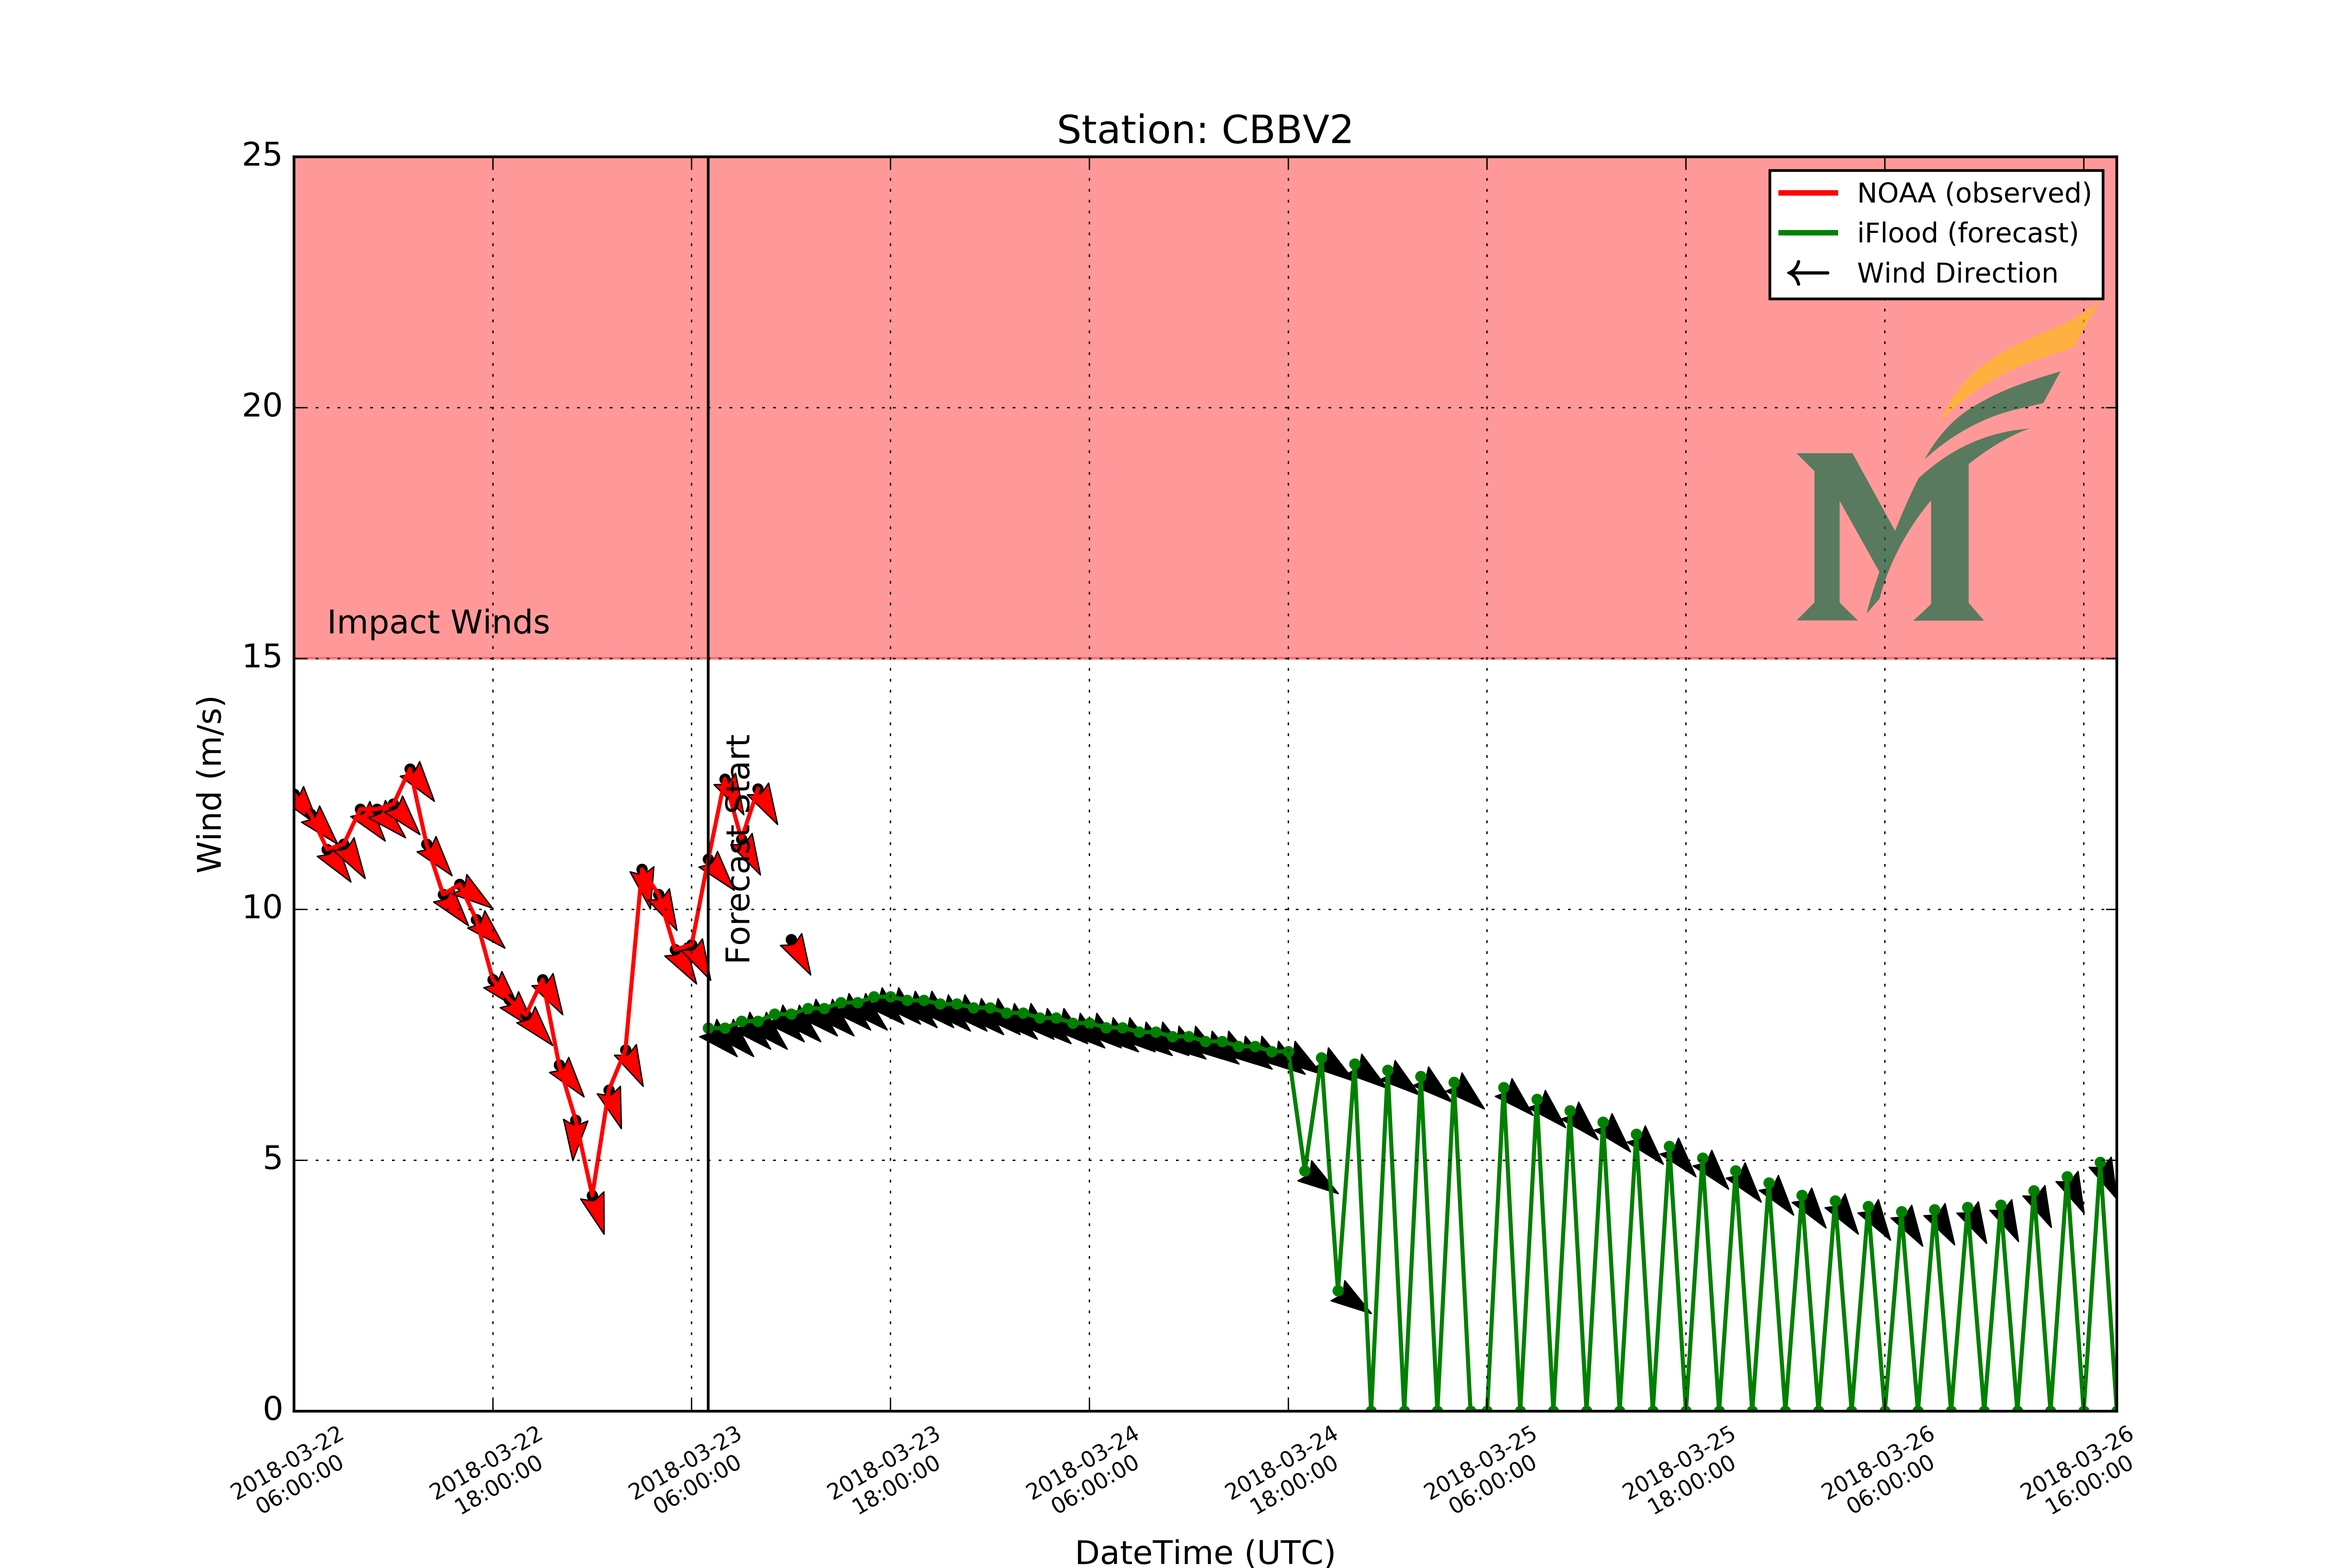 Station: CBBV2
25
20
15
10
5
0
Wind (m/s)
NOAA (observed)
iFlood (forecast)
Wind Direction
Impact Winds
Forecast Start
2018-03-22
06:00:00
2018-03-22
18:00:00
2018-03-23
06:00:00
2018-03-23
18:00:00
2018-03-24
06:00:00
2018-03-24
18:00:00
2018-03-25
06:00:00
2018-03-25
18:00:00
2018-03-26
06:00:00
2018-03-26
16:00:00
DateTime (UTC)
M